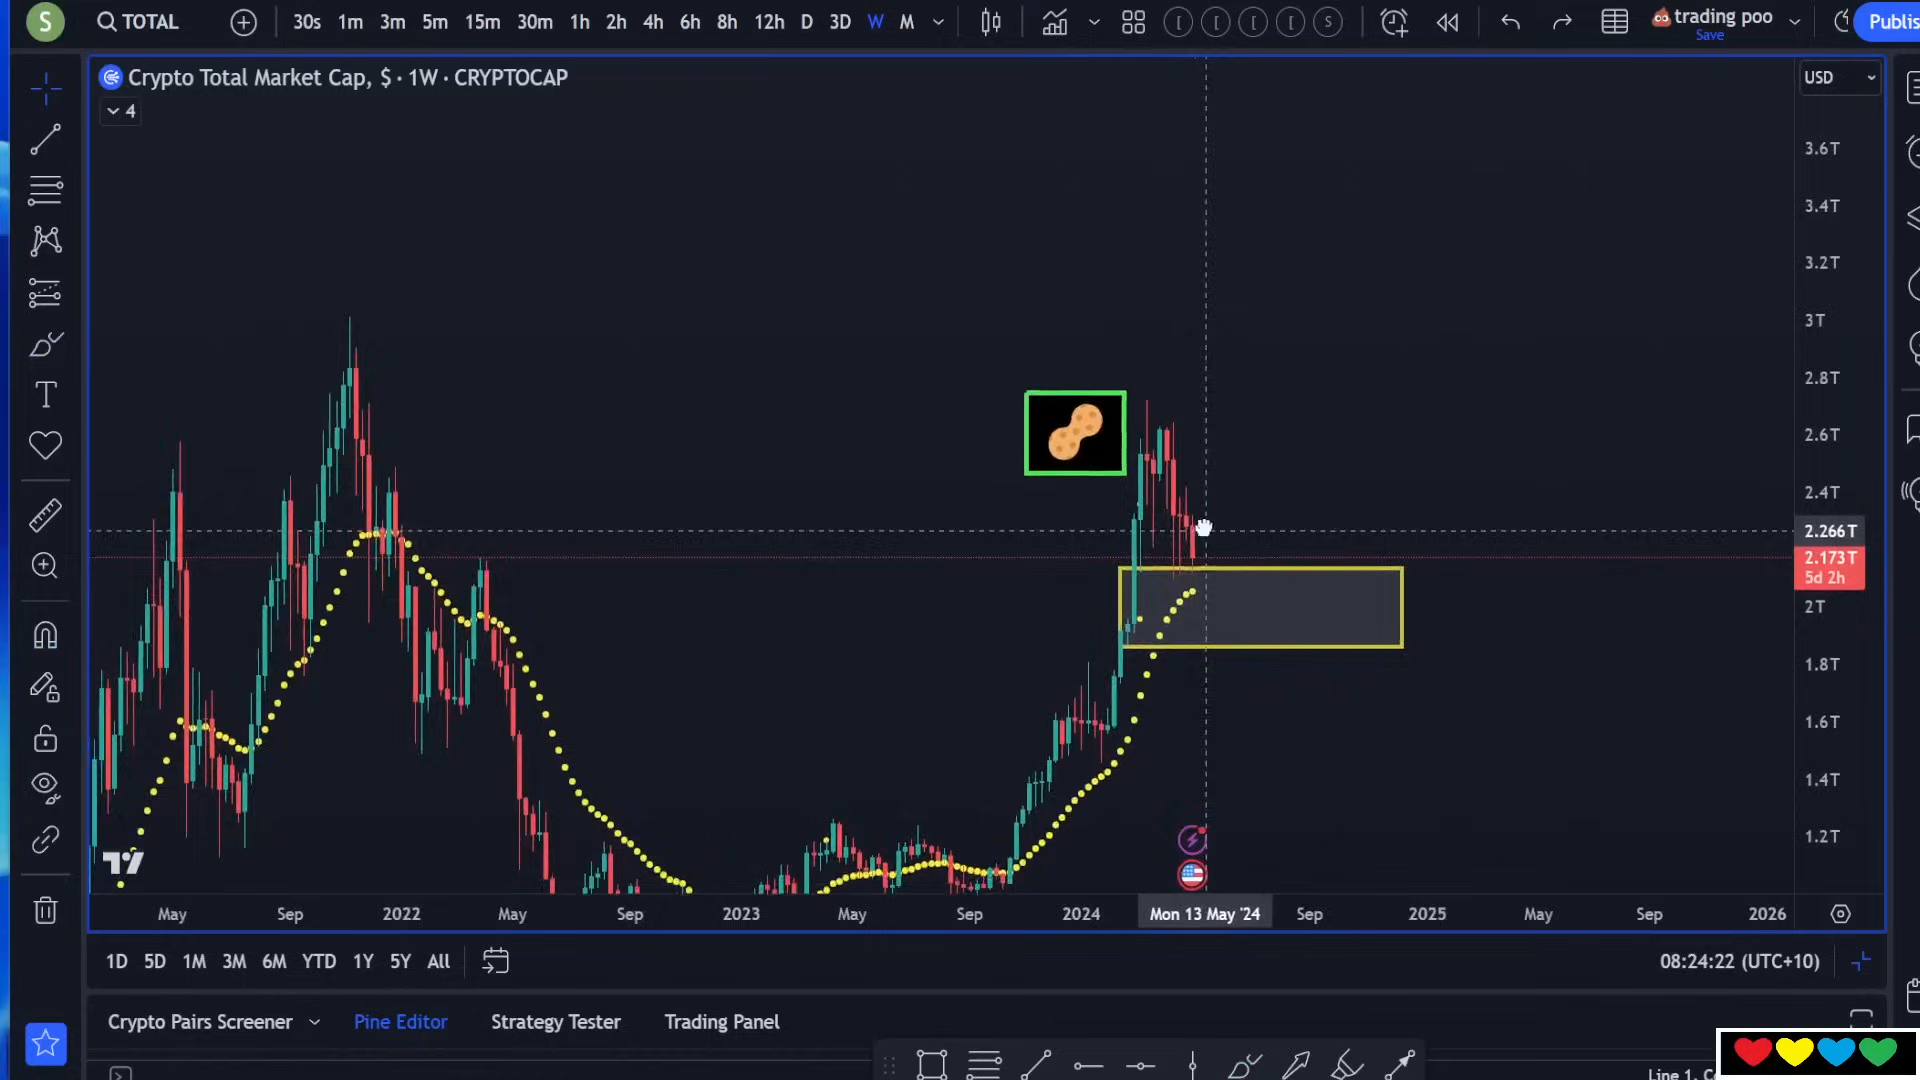 S TOTAL 30s 1m 3m 5m 15m 30m 1h 2h 4h 6h 8h 12h D 3D W M [ [ [ [ S trading poo Publis
Save
Crypto Total Market Cap, $ · 1W · CRYPTOCAP USD
4
3.6T
3.4T
3.2T
3T
2.8T
2.6T
2.4T
2.266T
2.173T
5d 2h
2T
1.8T
1.6T
1.4T
1.2T
May Sep 2022 May Sep 2023 May Sep 2024 Mon 13 May '24 Sep 2025 May Sep 2026
1D 5D 1M 3M 6M YTD 1Y 5Y All 08:24:22 (UTC+10)
Crypto Pairs Screener Pine Editor Strategy Tester Trading Panel
Line 1,